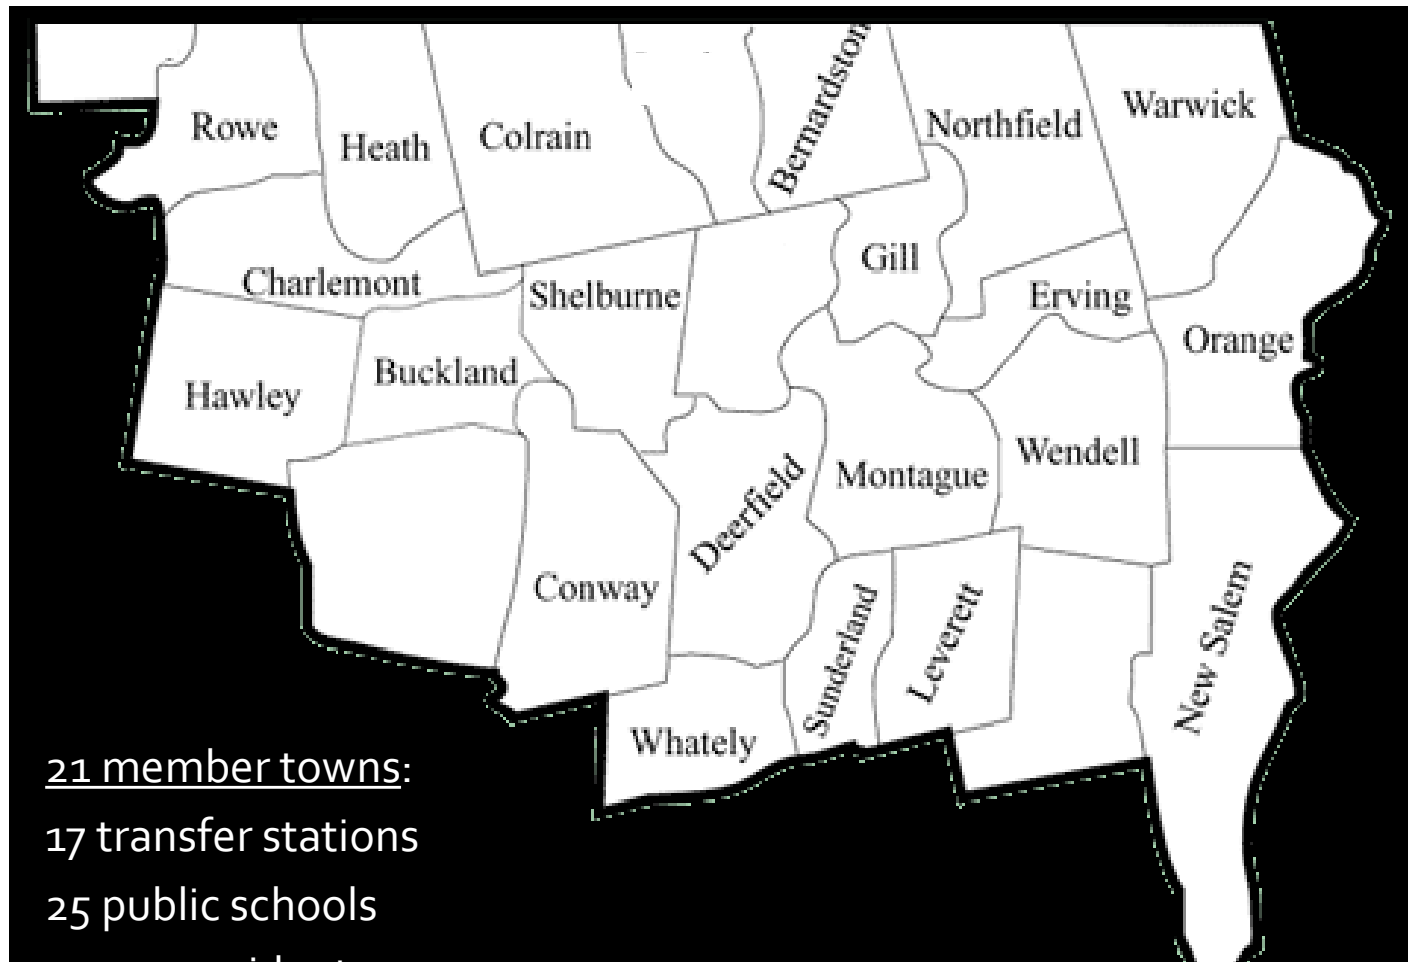 Bernardston
Warwick
Northfield
Rowe
Colrain
Heath
Gill
Charlemont
Shelburne
Erving
Orange
Buckland
Hawley
Wendell
Montague
Deerfield
Conway
Sunderland
Leverett
New Salem
Whately
21 member towns:
17 transfer stations
25 public schools